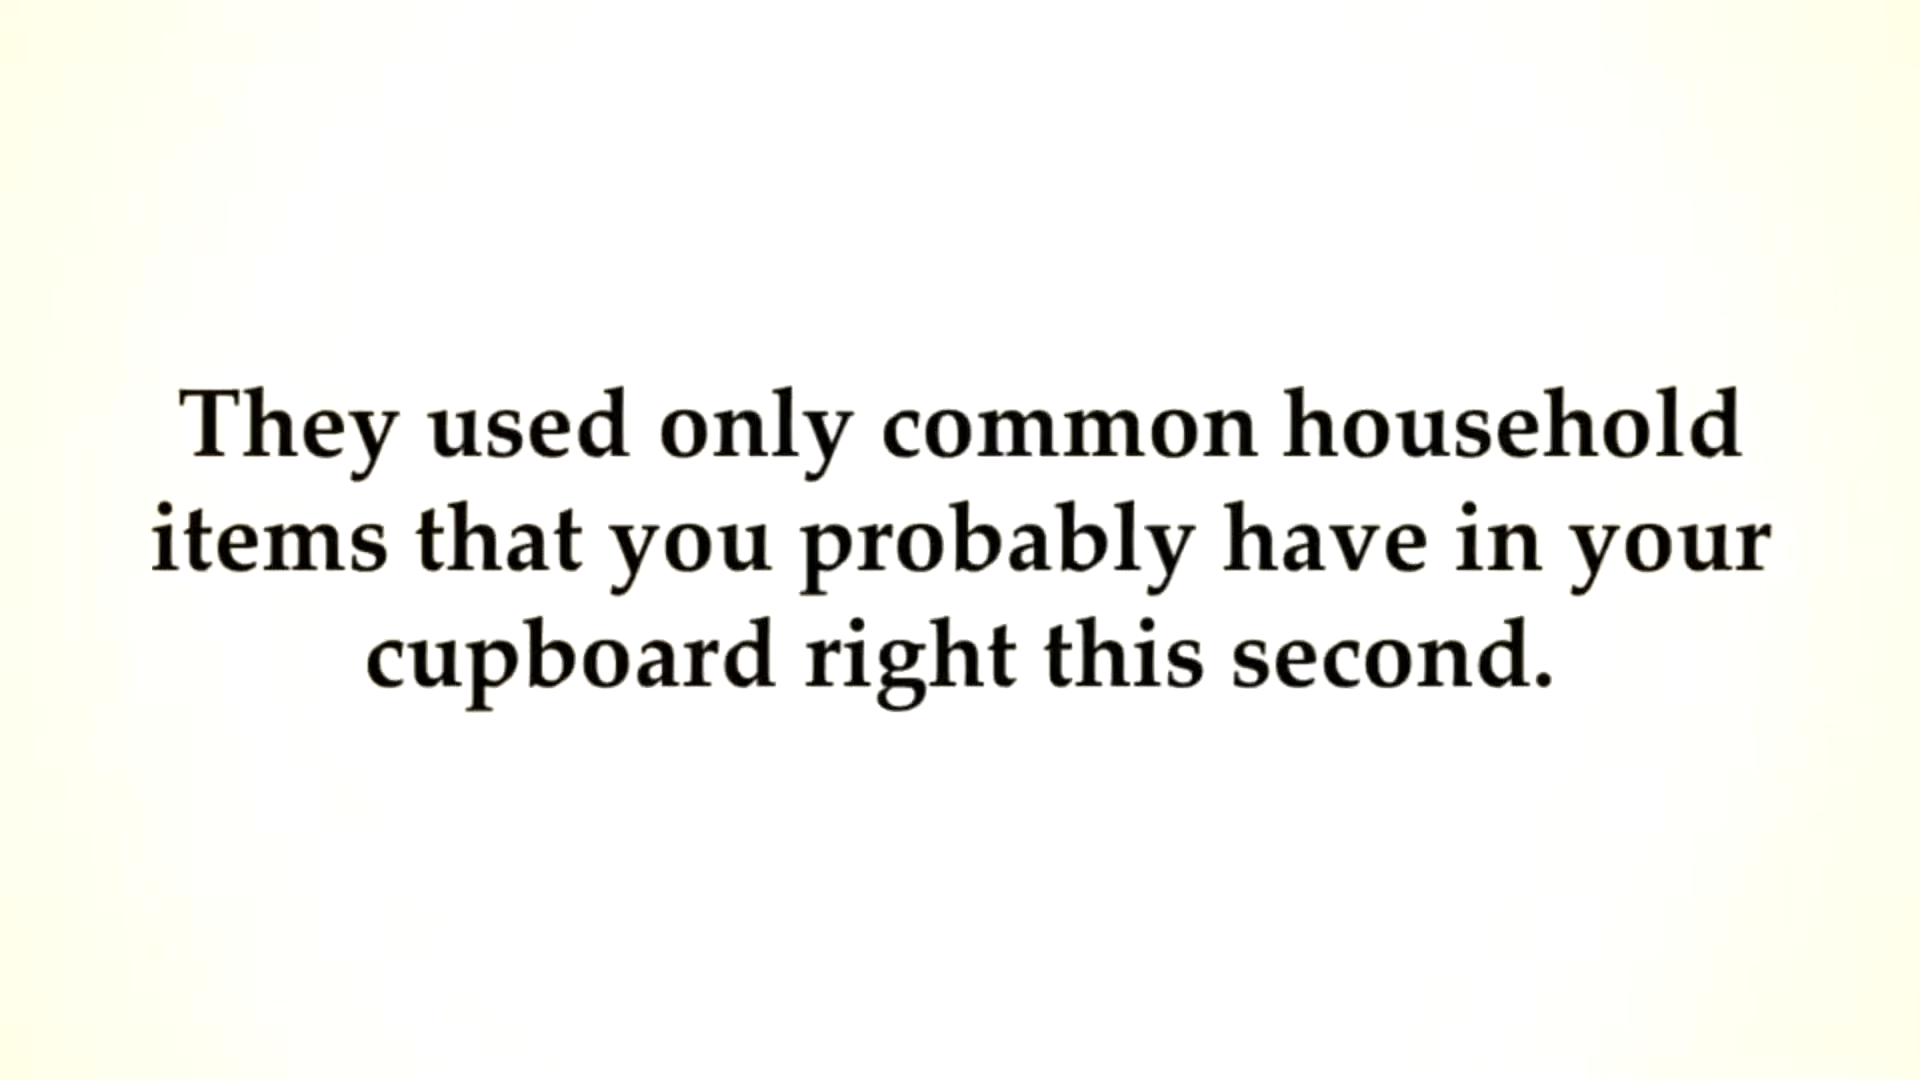 They used only common household
items that you probably have in your
cupboard right this second.